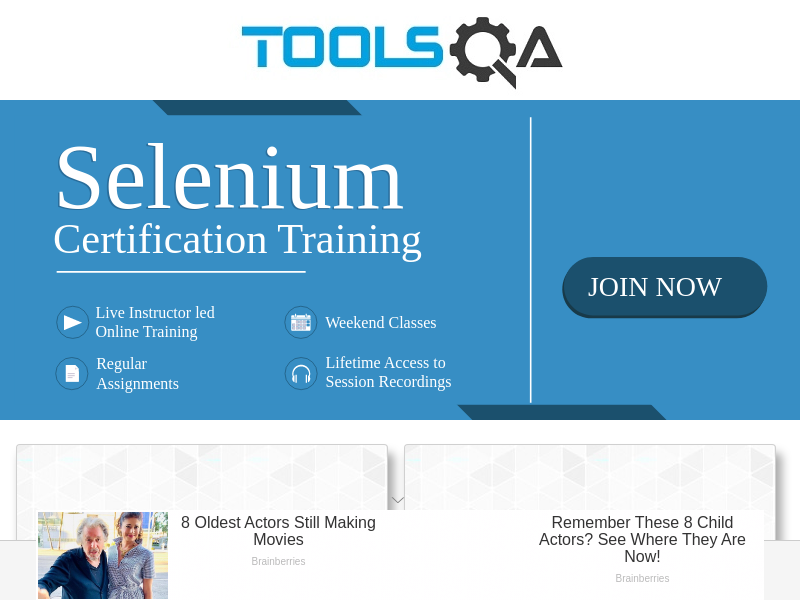 TOOLSQA
Selenium
Certification Training
JOIN NOW
Live Instructor led
Online Training
Weekend Classes
Regular
Assignments
Lifetime Access to
Session Recordings
8 Oldest Actors Still Making
Movies
Brainberries
Remember These 8 Child
Actors? See Where They Are
Now!
Brainberries